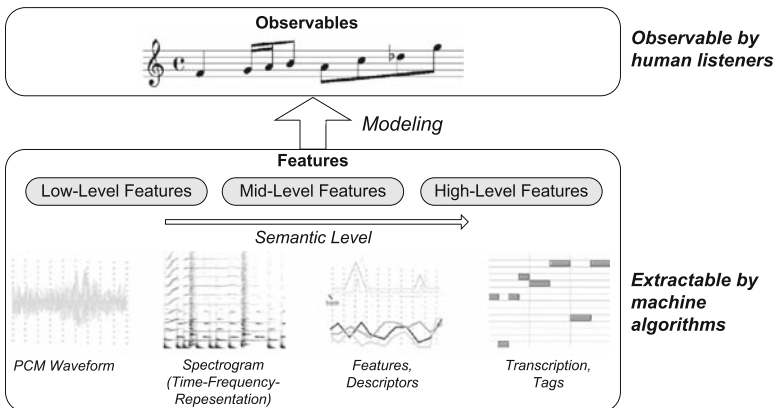 Observables
Observable by
human listeners
Modeling
Features
Low-Level Features
Mid-Level Features
High-Level Features
Semantic Level
Extractable by
machine
algorithms
PCM Waveform
Spectrogram
(Time-Frequency-
Repesentation)
Features,
Descriptors
Transcription,
Tags